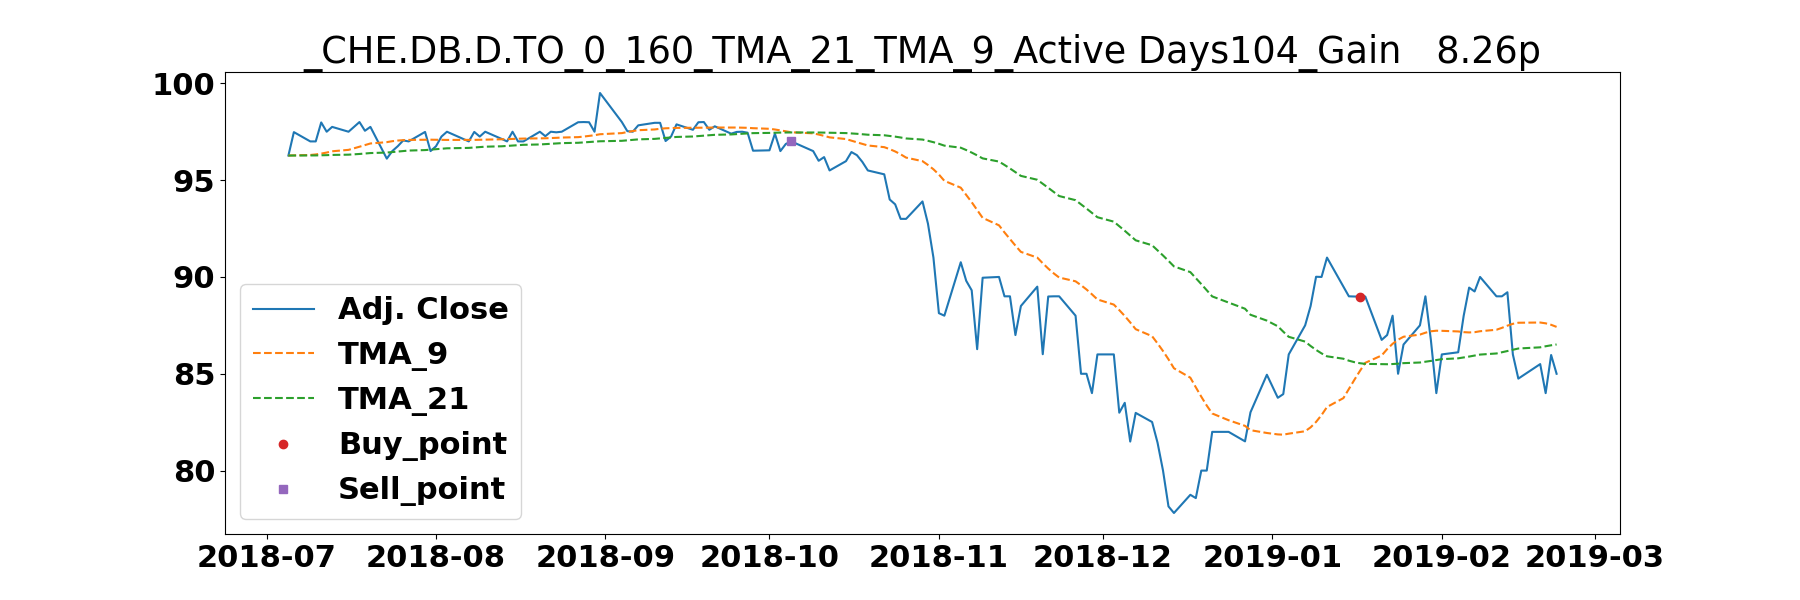 _CHE.DB.D.TO_0_160_TMA_21_TMA_9_Active Days104_Gain   8.26p
100
95
90
85
80
Adj. Close
TMA_9
TMA_21
Buy_point
Sell_point
2018-07 2018-08 2018-09 2018-10 2018-11 2018-12 2019-01 2019-02 2019-03